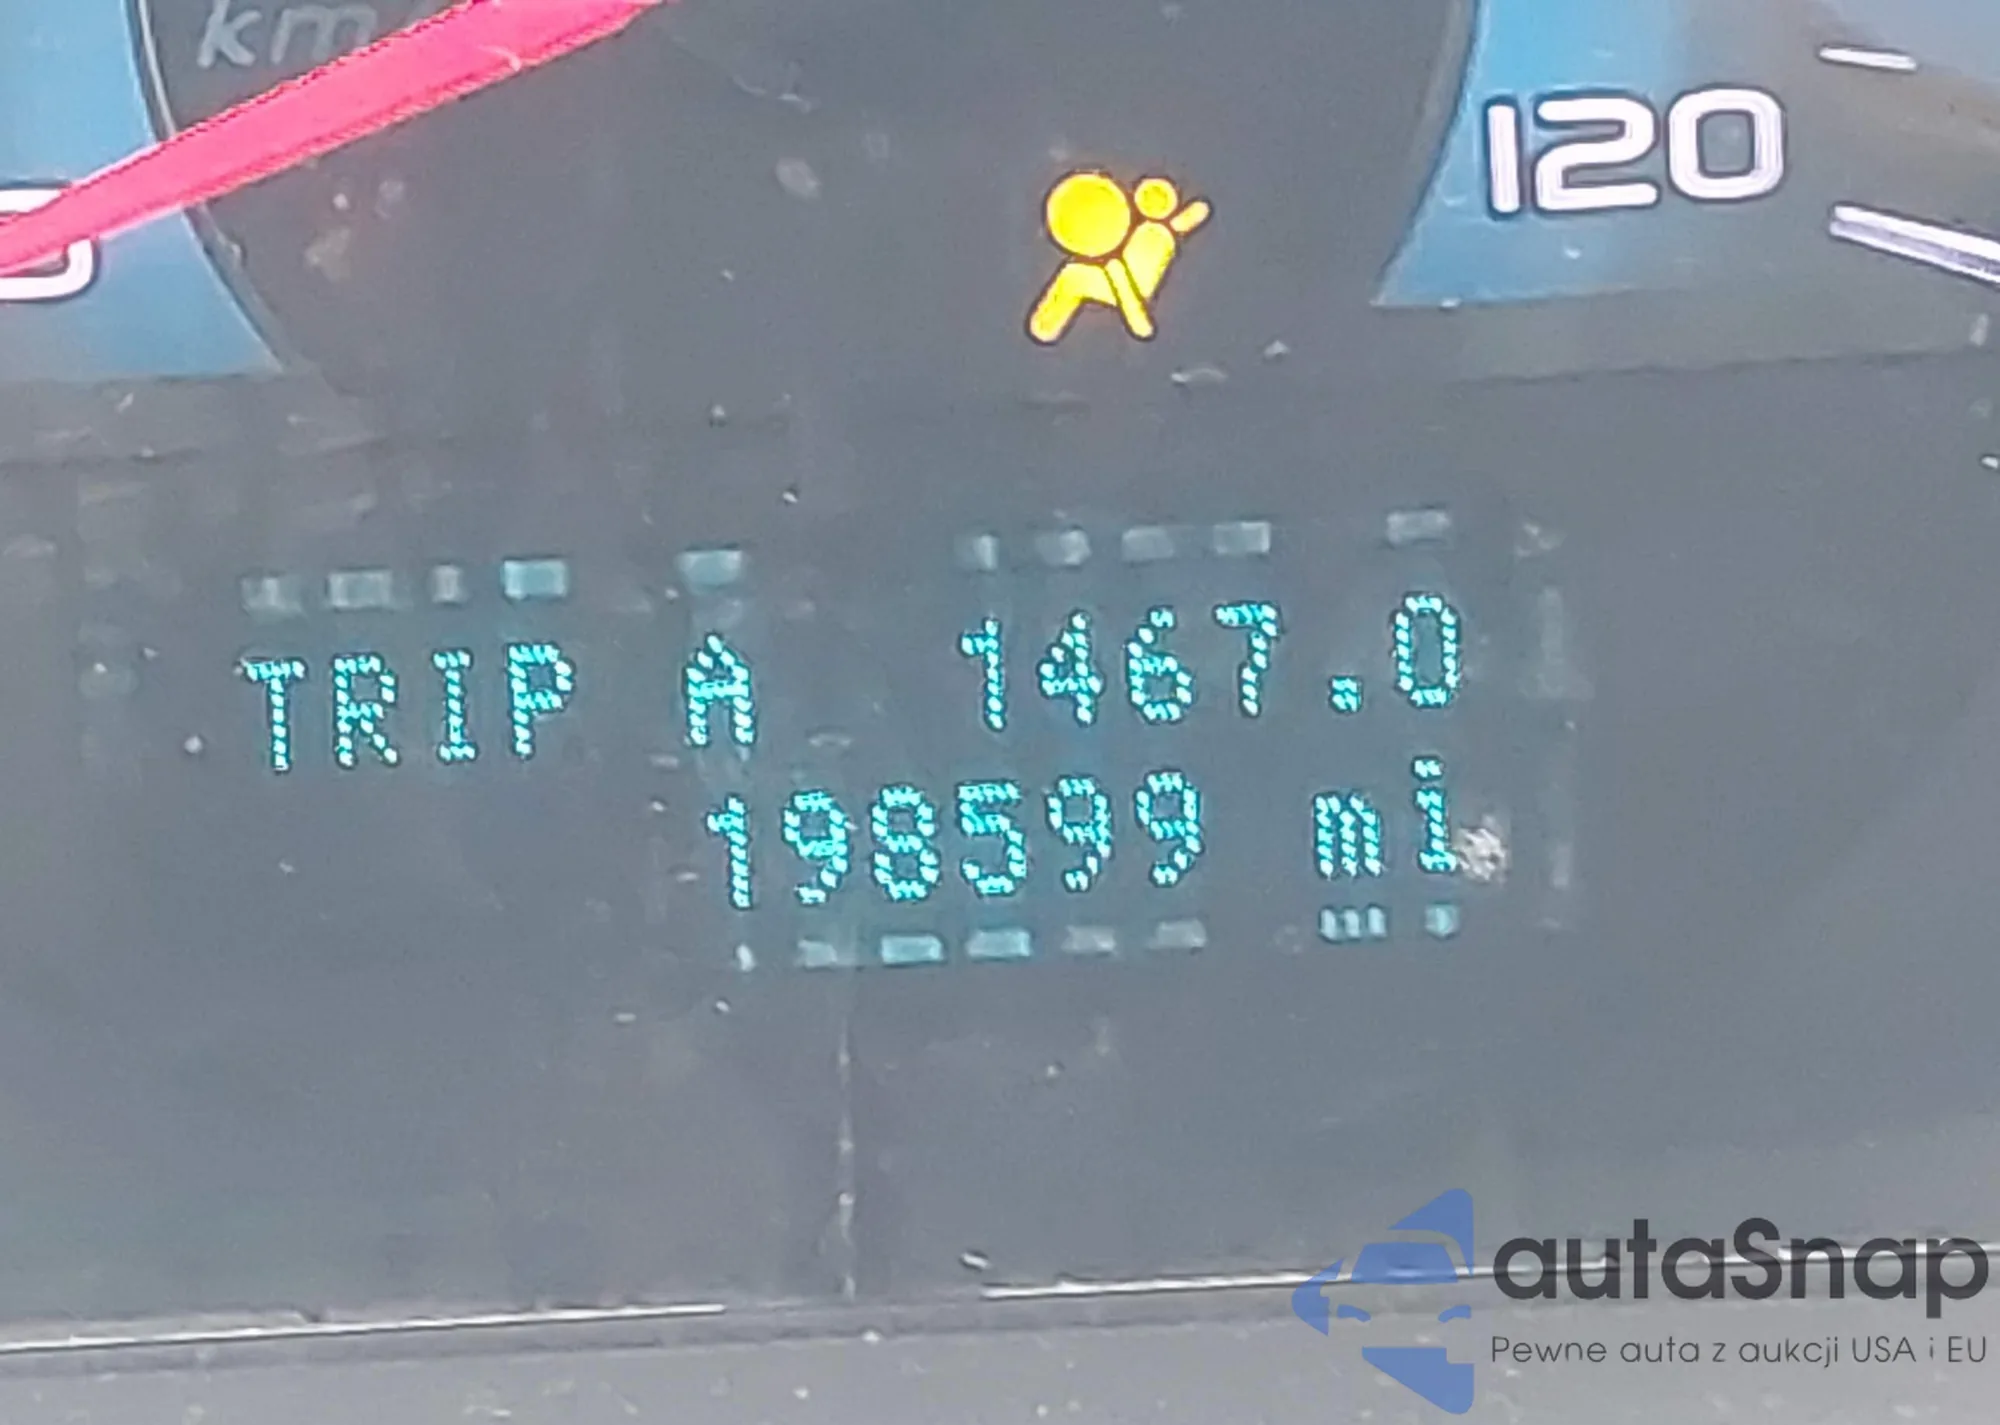 km
120
TRIP A 1467.0
198599 mi
autaSnap
Pewne auta z aukcji USA i EU